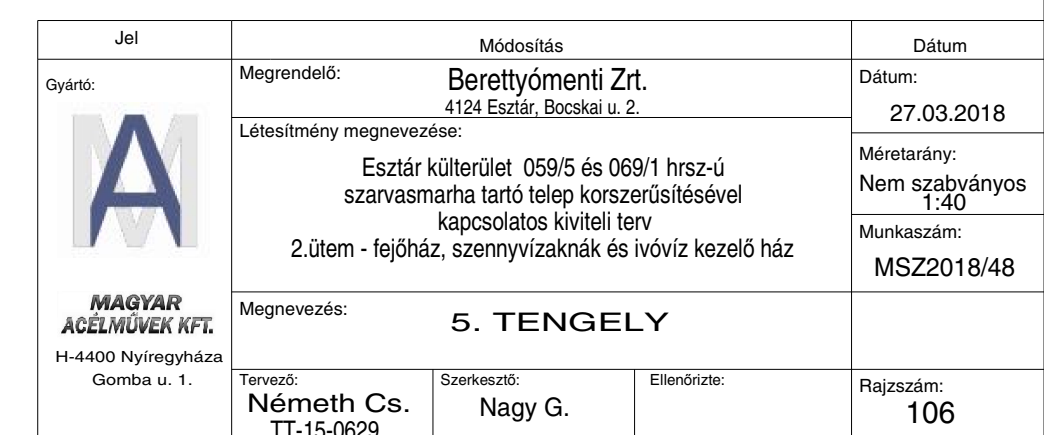 Jel
Módosítás
Dátum
Gyártó:
MAGYAR
ACÉLMŰVEK KFT.
H-4400 Nyíregyháza
Gomba u. 1.
Megrendelő:
Berettyómenti Zrt.
4124 Esztár, Bocskai u. 2.
Létesítmény megnevezése:
Esztár külterület 059/5 és 069/1 hrsz-ú
szarvasmarha tartó telep korszerűsítésével
kapcsolatos kiviteli terv
2.ütem - fejőház, szennyvízaknák és ivóvíz kezelő ház
Megnevezés:
5. TENGELY
Tervező:
Németh Cs.
TT-15-0629
Szerkesztő:
Nagy G.
Ellenőrizte:
Dátum:
27.03.2018
Méretarány:
Nem szabványos
1:40
Munkaszám:
MSZ2018/48
Rajzszám:
106